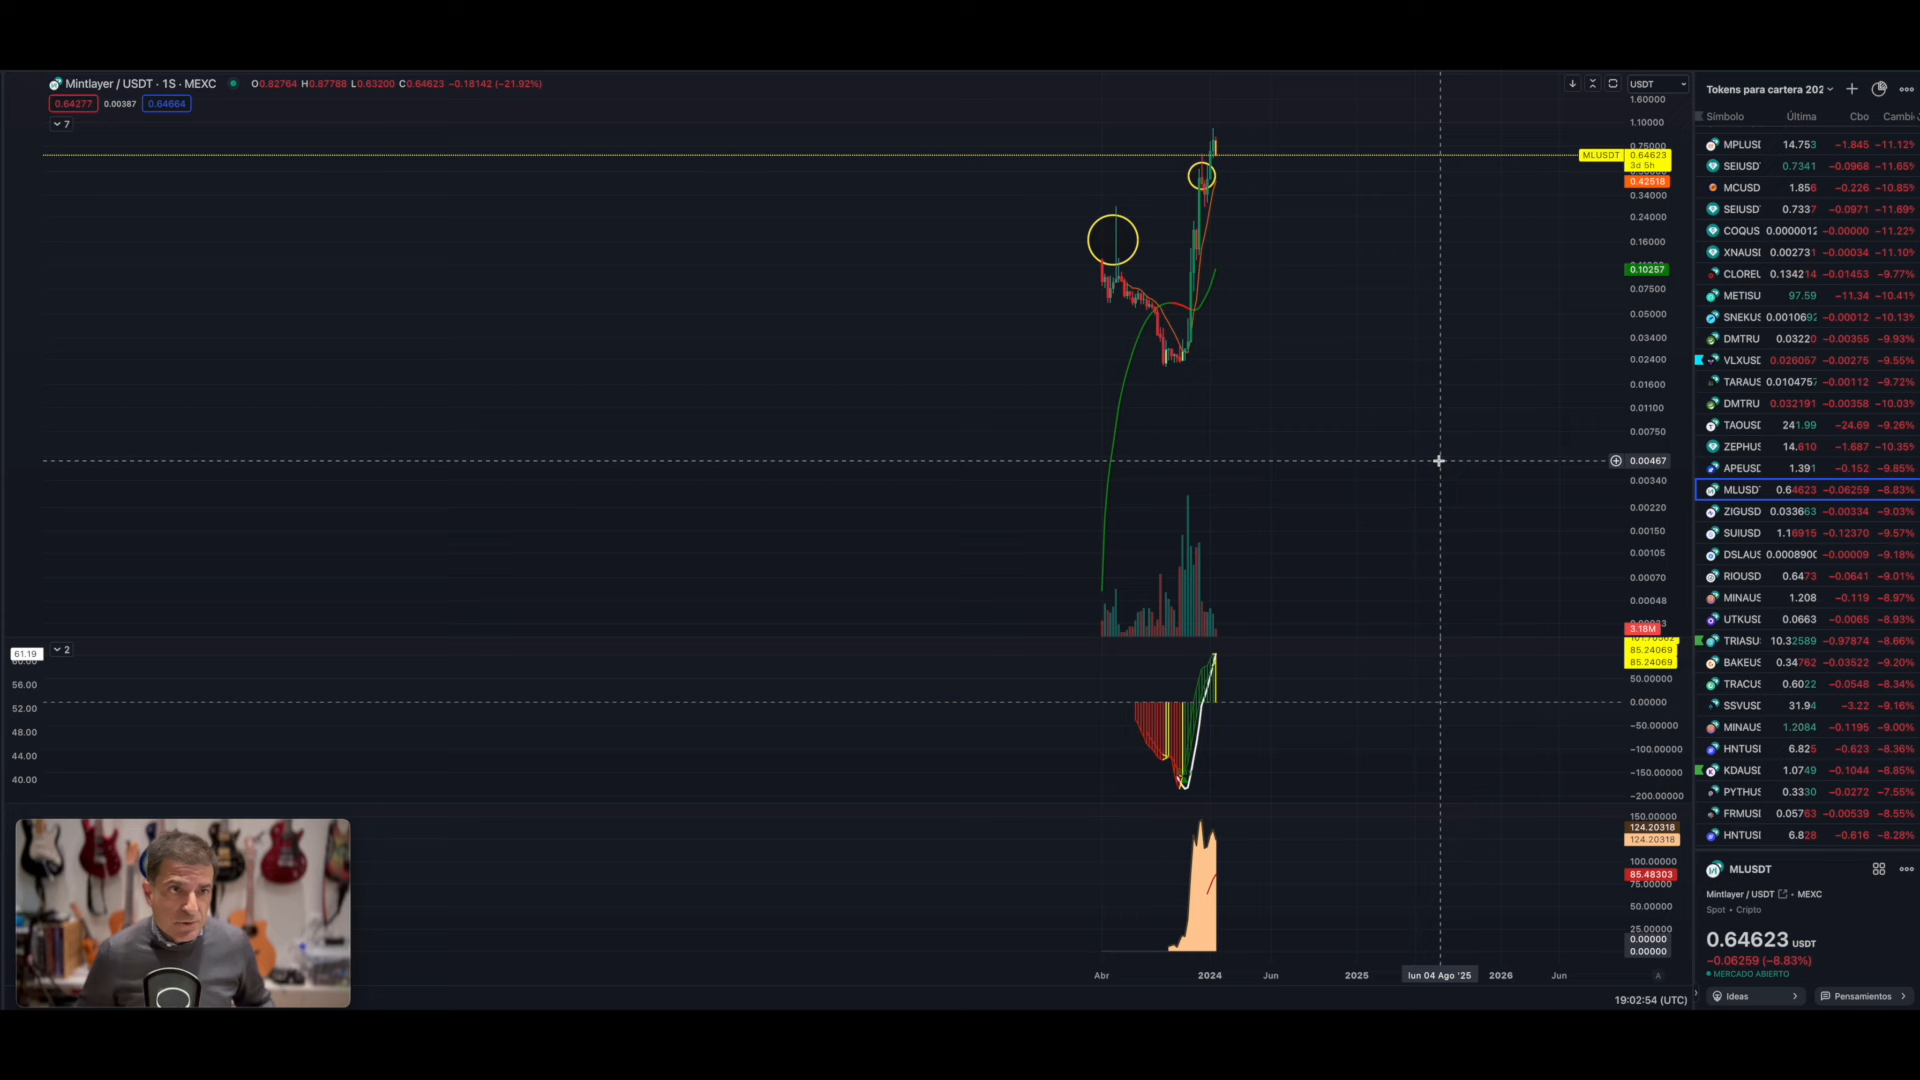 Mintlayer / USDT · 1S · MEXC O0.82764 H0.87788 L0.63200 C0.64623 −0.18142 (−21.92%)
0.64277 0.00387 0.64664
7
USDT
1.60000
1.10000
0.75000
MLUSDT 0.64623
3d 5h
0.42518
0.34000
0.24000
0.16000
0.10257
0.07500
0.05000
0.03400
0.02400
0.01600
0.01100
0.00750
0.00467
0.00340
0.00220
0.00150
0.00105
0.00070
0.00048
3.18M
61.19
2
56.00
52.00
48.00
44.00
40.00
85.24069
85.24069
50.00000
0.00000
−50.00000
−100.00000
−150.00000
−200.00000
150.00000
124.20318
124.20318
100.00000
85.48303
75.00000
50.00000
25.00000
0.00000
0.00000
Abr 2024 Jun 2025 lun 04 Ago '25 2026 Jun A
19:02:54 (UTC)
Tokens para cartera 202
Símbolo Última Cbo Cambi
MPLUSD 14.753 −1.845 −11.12%
SEIUSD 0.7341 −0.0968 −11.65%
MCUSD 1.856 −0.226 −10.85%
SEIUSD 0.7337 −0.0971 −11.69%
COQUS 0.0000012 −0.00000 −11.22%
XNAUSI 0.002731 −0.00034 −11.10%
CLOREU 0.134214 −0.01453 −9.77%
METISU 97.59 −11.34 −10.41%
SNEKUS 0.0010692 −0.00012 −10.13%
DMTRU 0.03220 −0.00355 −9.93%
VLXUSD 0.026057 −0.00275 −9.55%
TARAUS 0.010475 −0.00112 −9.72%
DMTRU 0.032191 −0.00358 −10.03%
TAOUSD 241.99 −24.69 −9.26%
ZEPHUS 14.610 −1.687 −10.35%
APEUSD 1.391 −0.152 −9.85%
MLUSD 0.64623 −0.06259 −8.83%
ZIGUSD 0.033663 −0.00334 −9.03%
SUIUSD 1.16915 −0.12370 −9.57%
DSLAUS 0.0008900 −0.00009 −9.18%
RIOUSD 0.6473 −0.0641 −9.01%
MINAUS 1.208 −0.119 −8.97%
UTKUSD 0.0663 −0.0065 −8.93%
TRIASU 10.32589 −0.97874 −8.66%
BAKEUS 0.34762 −0.03522 −9.20%
TRACUS 0.6022 −0.0548 −8.34%
SSVUSD 31.94 −3.22 −9.16%
MINAUS 1.2084 −0.1195 −9.00%
HNTUSD 6.825 −0.623 −8.36%
KDAUSD 1.0749 −0.1044 −8.85%
PYTHUS 0.3330 −0.0272 −7.55%
FRMUSD 0.05763 −0.00539 −8.55%
HNTUSD 6.828 −0.616 −8.28%
MLUSDT
Mintlayer / USDT · MEXC
Spot · Cripto
0.64623 USDT
−0.06259 (−8.83%)
MERCADO ABIERTO
Ideas
Pensamientos